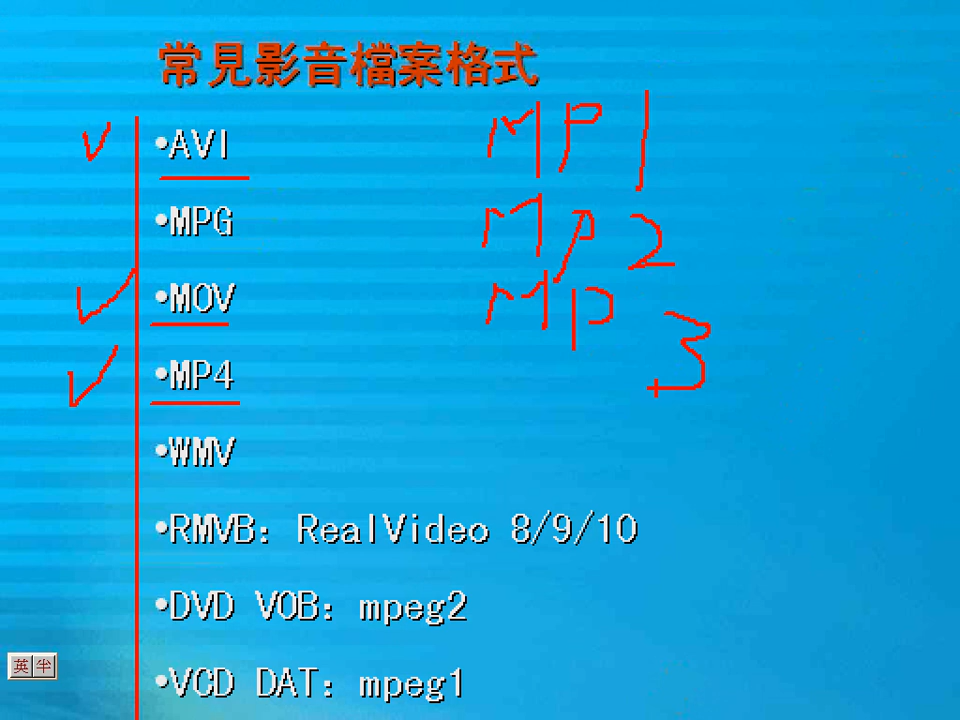 常見影音檔案格式
•AVI
MP1
•MPG
MP2
•MOV
MP3
•MP4
•WMV
•RMVB：RealVideo 8/9/10
•DVD VOB：mpeg2
•VCD DAT：mpeg1
英半